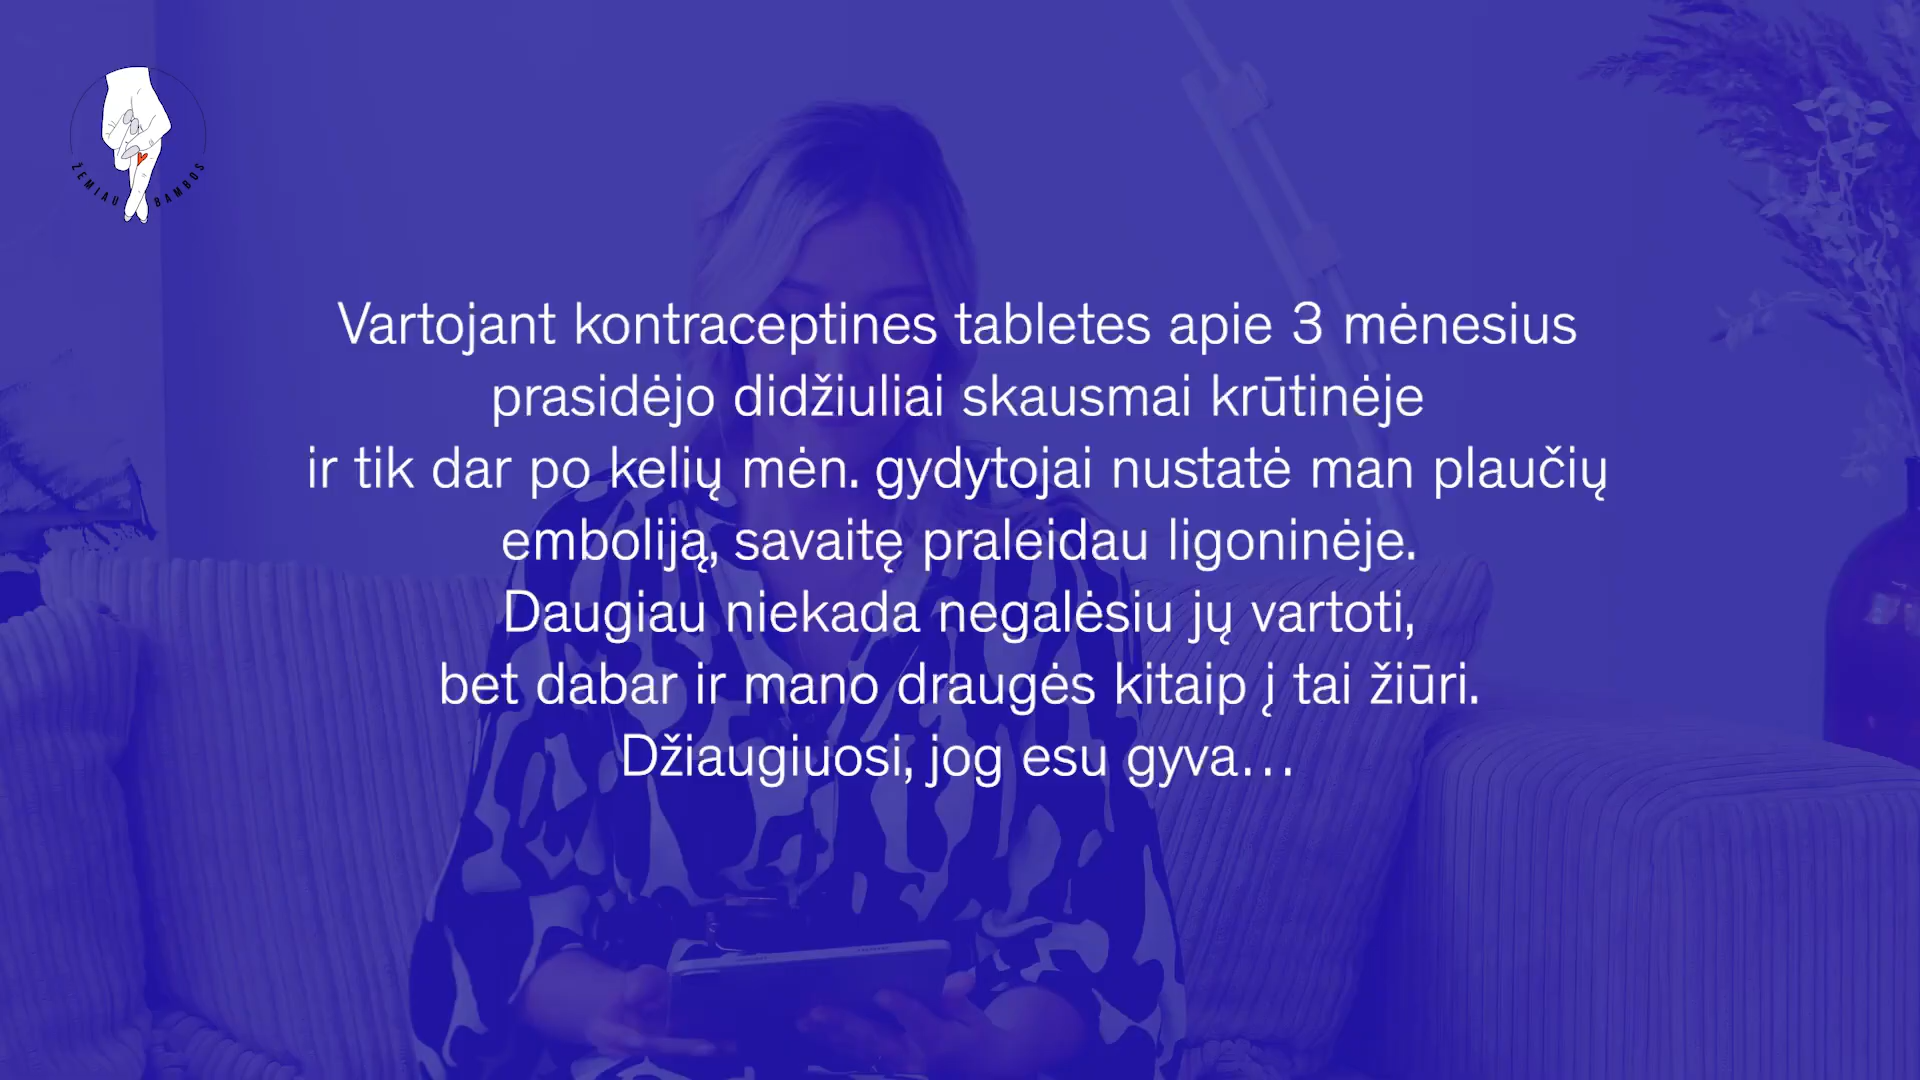 ŽEMIAU BAMBOS
Vartojant kontraceptines tabletes apie 3 mėnesius
prasidėjo didžiuliai skausmai krūtinėje
ir tik dar po kelių mėn. gydytojai nustatė man plaučių
emboliją, savaitę praleidau ligoninėje.
Daugiau niekada negalėsiu jų vartoti,
bet dabar ir mano draugės kitaip į tai žiūri.
Džiaugiuosi, jog esu gyva…